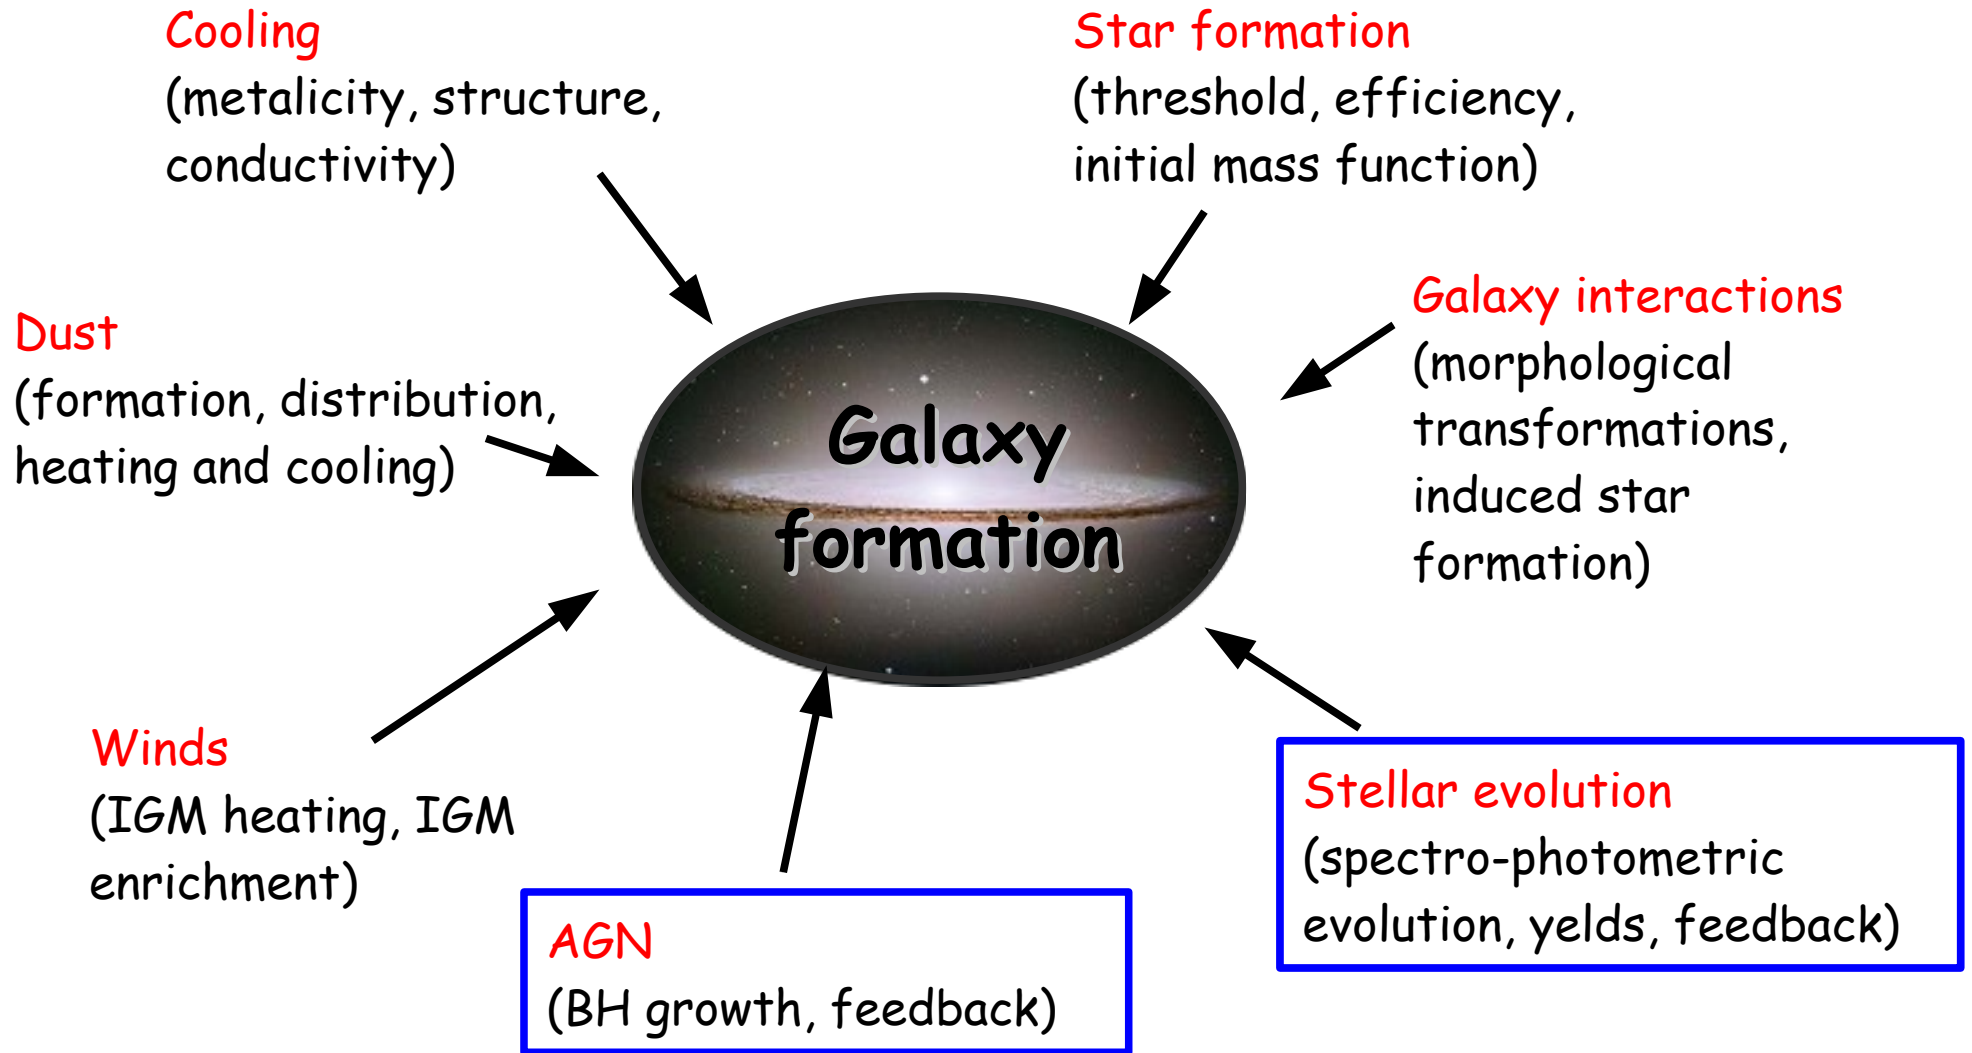 Cooling
(metalicity, structure,
conductivity)
Star formation
(threshold, efficiency,
initial mass function)
Galaxy interactions
(morphological
transformations,
induced star
formation)
Dust
(formation, distribution,
heating and cooling)
Galaxy
formation
Winds
(IGM heating, IGM
enrichment)
AGN
(BH growth, feedback)
Stellar evolution
(spectro-photometric
evolution, yelds, feedback)